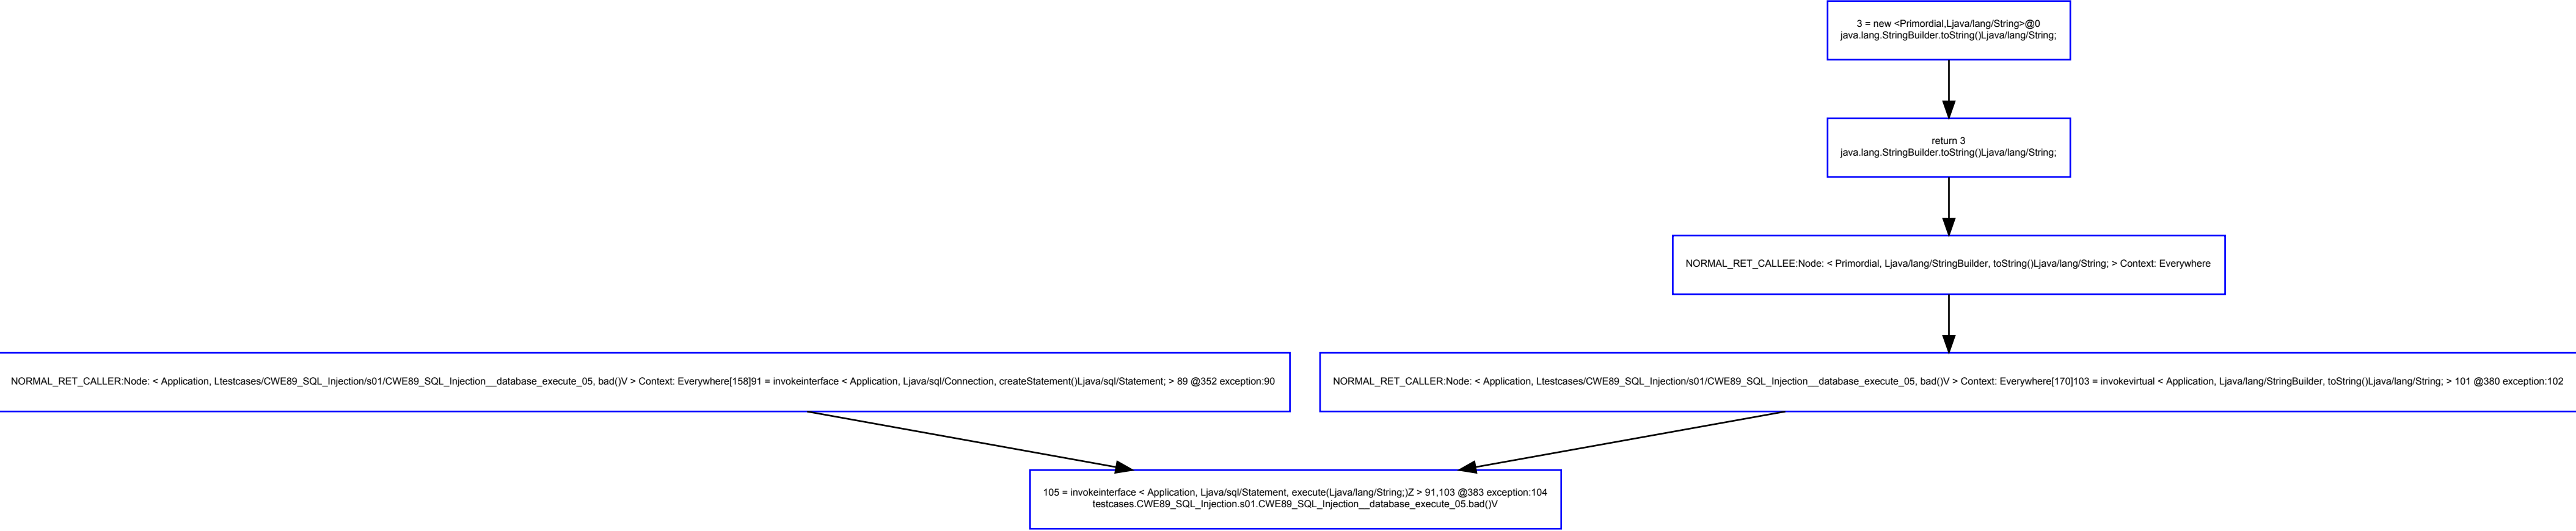 3 = new <Primordial,Ljava/lang/String>@0
java.lang.StringBuilder.toString()Ljava/lang/String;
return 3
java.lang.StringBuilder.toString()Ljava/lang/String;
NORMAL_RET_CALLEE:Node: < Primordial, Ljava/lang/StringBuilder, toString()Ljava/lang/String; > Context: Everywhere
NORMAL_RET_CALLER:Node: < Application, Ltestcases/CWE89_SQL_Injection/s01/CWE89_SQL_Injection__database_execute_05, bad()V > Context: Everywhere[158]91 = invokeinterface < Application, Ljava/sql/Connection, createStatement()Ljava/sql/Statement; > 89 @352 exception:90
NORMAL_RET_CALLER:Node: < Application, Ltestcases/CWE89_SQL_Injection/s01/CWE89_SQL_Injection__database_execute_05, bad()V > Context: Everywhere[170]103 = invokevirtual < Application, Ljava/lang/StringBuilder, toString()Ljava/lang/String; > 101 @380 exception:102
105 = invokeinterface < Application, Ljava/sql/Statement, execute(Ljava/lang/String;)Z > 91,103 @383 exception:104
testcases.CWE89_SQL_Injection.s01.CWE89_SQL_Injection__database_execute_05.bad()V